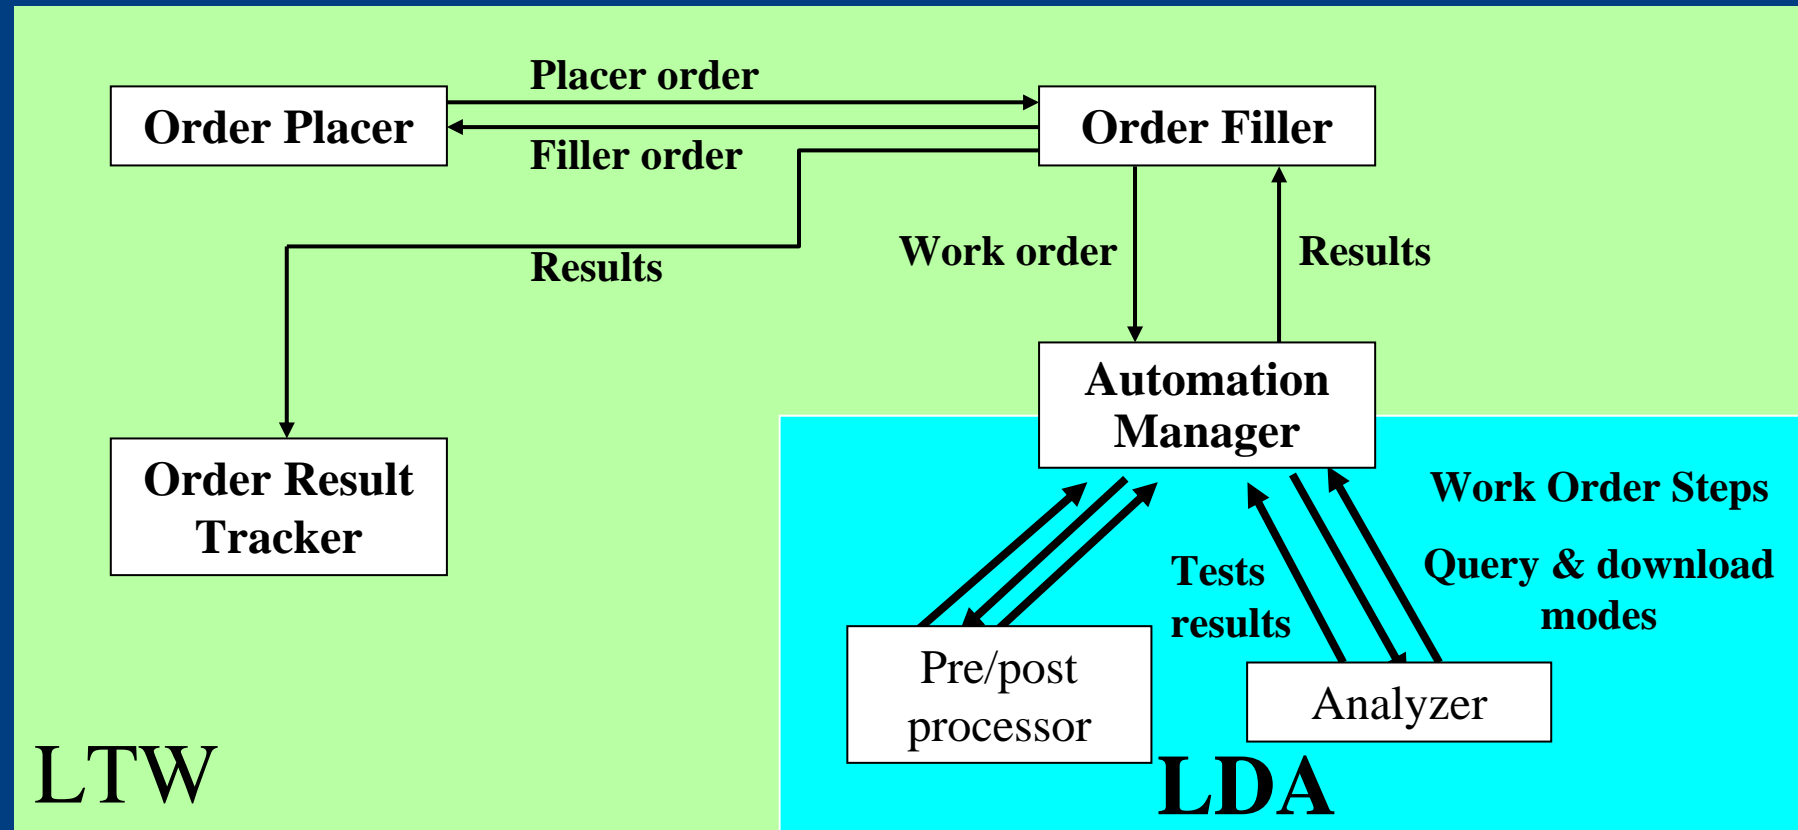 Placer order
Order Placer
Order Filler
Filler order
Work order
Results
Results
Automation
Manager
Order Result
Tracker
Work Order Steps
Tests
results
Query & download
modes
Pre/post
processor
Analyzer
LTW
LDA